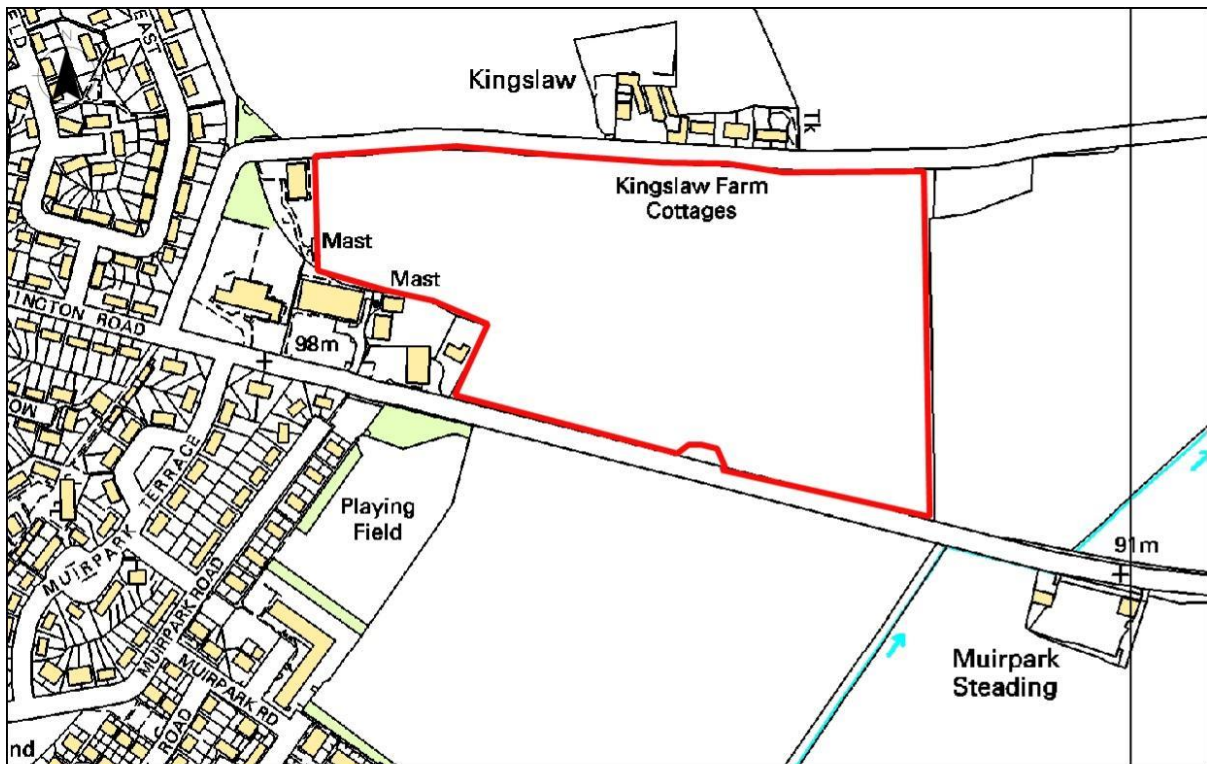 ELD
EAST
N
Kingslaw
Tk
Kingslaw Farm
Cottages
Mast
Mast
INGTON ROAD
98m
Playing
Field
MUIRPARK TERRACE
MUIRPARK ROAD
MUIRPARK RD
ROAD
91m
Muirpark
Steading
nd